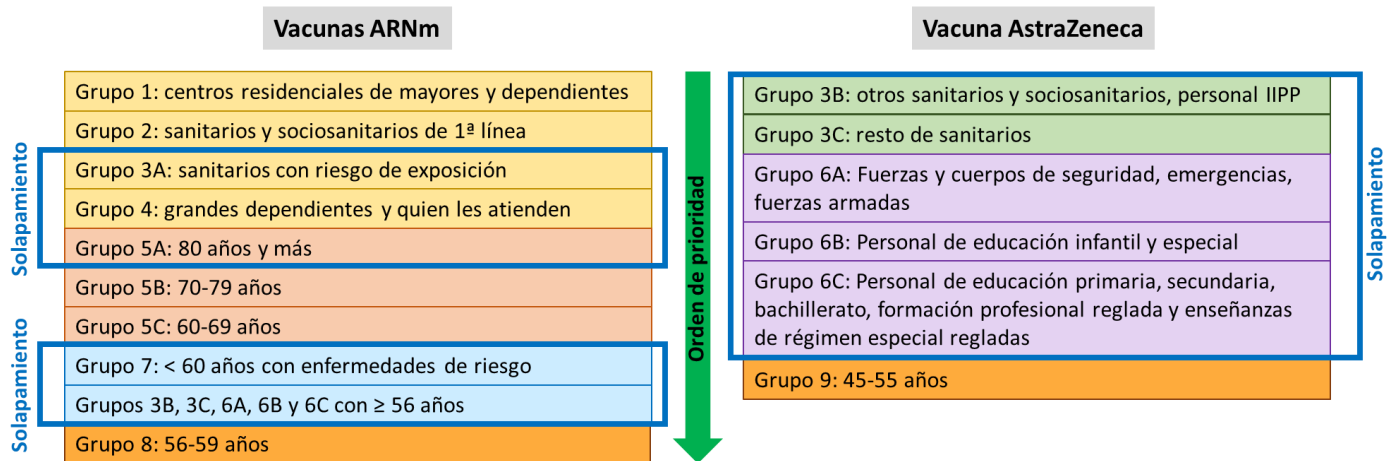 Vacunas ARNm
Grupo 1: centros residenciales de mayores y dependientes
Grupo 2: sanitarios y sociosanitarios de 1ª línea
Grupo 3A: sanitarios con riesgo de exposición
Grupo 4: grandes dependientes y quien les atienden
Grupo 5A: 80 años y más
Grupo 5B: 70-79 años
Grupo 5C: 60-69 años
Grupo 7: < 60 años con enfermedades de riesgo
Grupos 3B, 3C, 6A, 6B y 6C con ≥ 56 años
Grupo 8: 56-59 años
Solapamiento
Solapamiento
Orden de prioridad
Vacuna AstraZeneca
Grupo 3B: otros sanitarios y sociosanitarios, personal IIPP
Grupo 3C: resto de sanitarios
Grupo 6A: Fuerzas y cuerpos de seguridad, emergencias,
fuerzas armadas
Grupo 6B: Personal de educación infantil y especial
Grupo 6C: Personal de educación primaria, secundaria,
bachillerato, formación profesional reglada y enseñanzas
de régimen especial regladas
Grupo 9: 45-55 años
Solapamiento